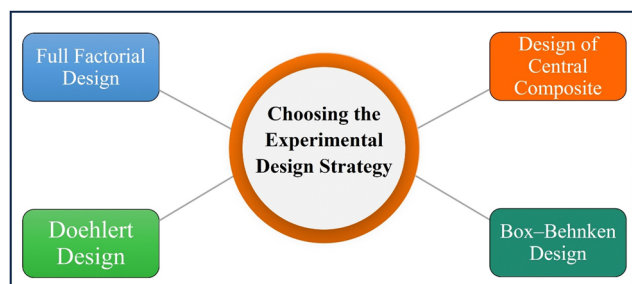 Full Factorial
Design
Design of
Central
Composite
Choosing the
Experimental
Design Strategy
Doehlert
Design
Box–Behnken
Design